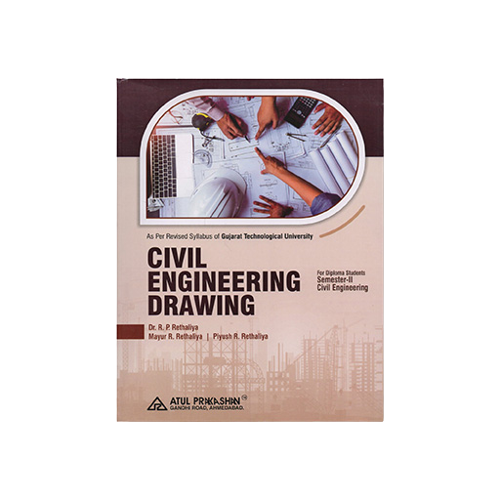 As Per Revised Syllabus of Gujarat Technological University
CIVIL
ENGINEERING
DRAWING
For Diploma Students
Semester-II
Civil Engineering
Dr. R. P. Rethaliya
Mayur R. Rethaliya | Piyush R. Rethaliya
ATUL PRAKASHAN TM
GANDHI ROAD, AHMEDABAD.